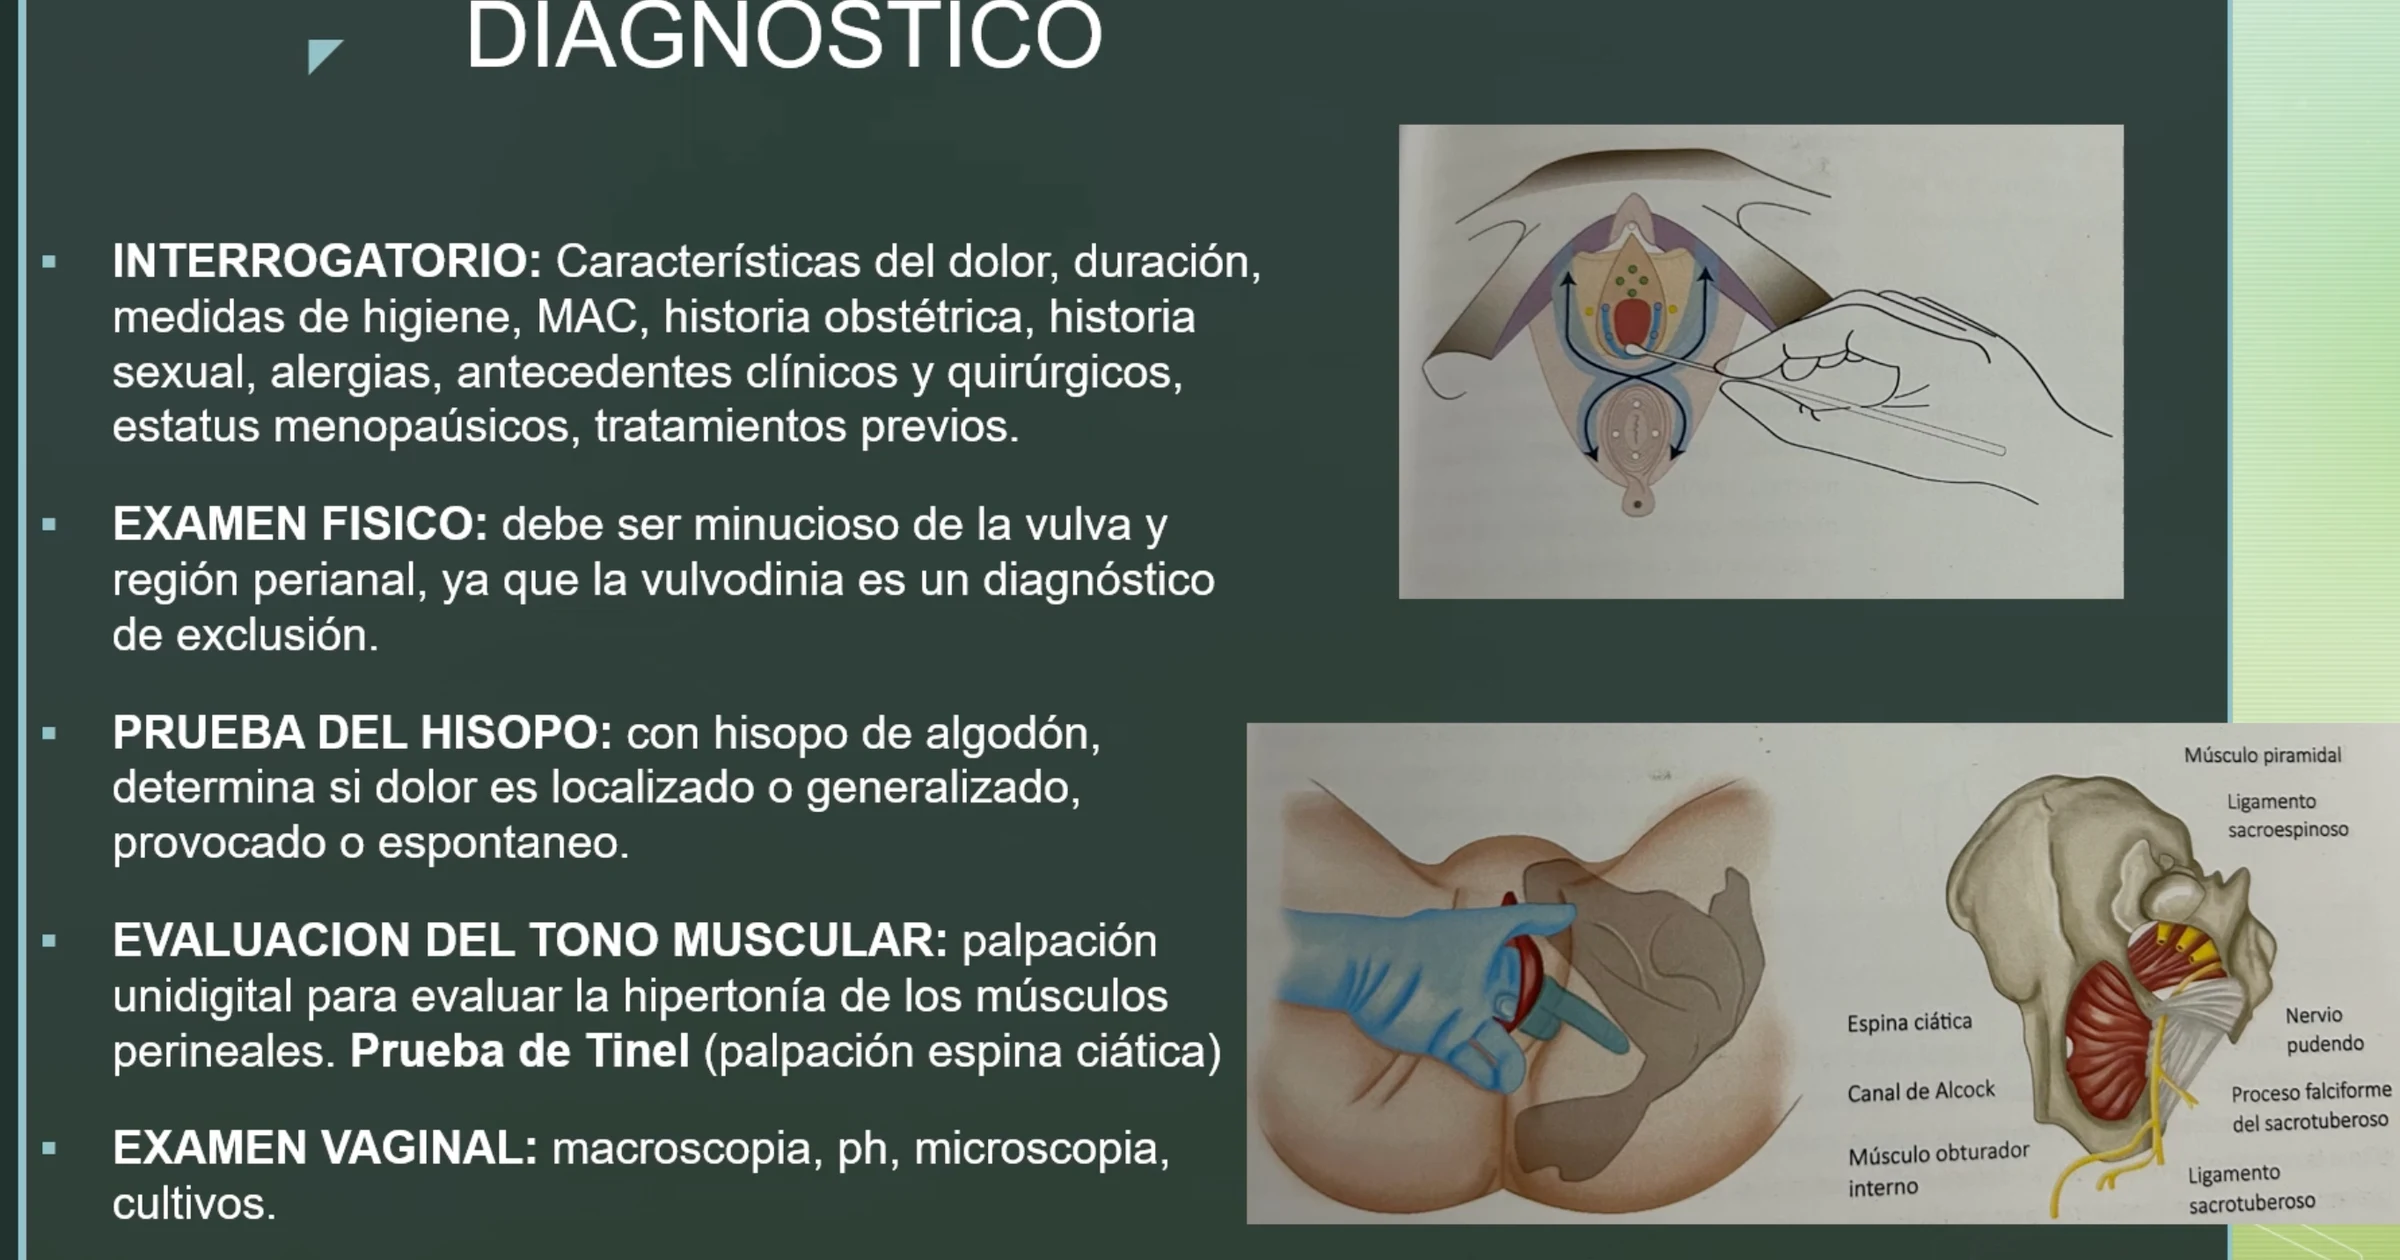 DIAGNOSTICO
INTERROGATORIO: Características del dolor, duración,
medidas de higiene, MAC, historia obstétrica, historia
sexual, alergias, antecedentes clínicos y quirúrgicos,
estatus menopaúsicos, tratamientos previos.
EXAMEN FISICO: debe ser minucioso de la vulva y
región perianal, ya que la vulvodinia es un diagnóstico
de exclusión.
PRUEBA DEL HISOPO: con hisopo de algodón,
determina si dolor es localizado o generalizado,
provocado o espontaneo.
EVALUACION DEL TONO MUSCULAR: palpación
unidigital para evaluar la hipertonía de los músculos
perineales. Prueba de Tinel (palpación espina ciática)
EXAMEN VAGINAL: macroscopia, ph, microscopia,
cultivos.
Músculo piramidal
Ligamento
sacroespinoso
Espina ciática
Canal de Alcock
Músculo obturador
interno
Nervio
pudendo
Proceso falciforme
del sacrotuberoso
Ligamento
sacrotuberoso